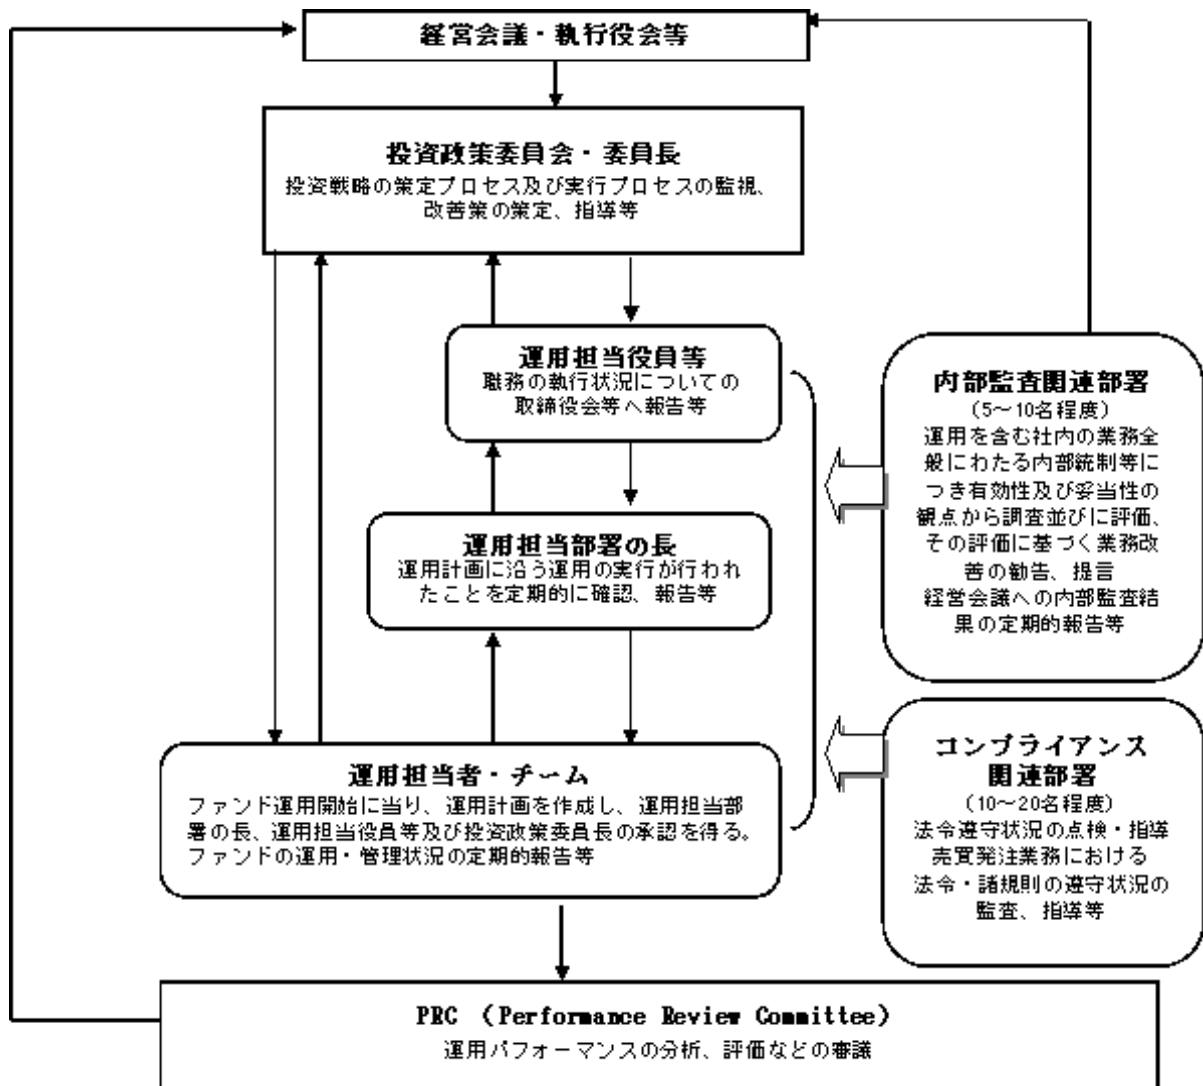 経営会議・執行役会等
投資政策委員会・委員長
投資戦略の策定プロセス及び実行プロセスの監視、
改善策の策定、指導等
運用担当役員等
職務の執行状況についての
取締役会等へ報告等
運用担当部署の長
運用計画に沿う運用の実行が行われ
たことを定期的に確認、報告等
運用担当者・チーム
ファンド運用開始に当り、運用計画を作成し、運用担当部
署の長、運用担当役員等及び投資政策委員長の承認を得る。
ファンドの運用・管理状況の定期的報告等
内部監査関連部署
（5～10名程度）
運用を含む社内の業務全
般にわたる内部統制等に
つき有効性及び妥当性の
観点から調査並びに評価、
その評価に基づく業務改
善の勧告、提言
経営会議への内部監査結
果の定期的報告等
コンプライアンス
関連部署
（10～20名程度）
法令遵守状況の点検・指導
売買発注業務における
法令・諸規則の遵守状況の
監査、指導等
PRC （Performance Review Committee）
運用パフォーマンスの分析、評価などの審議